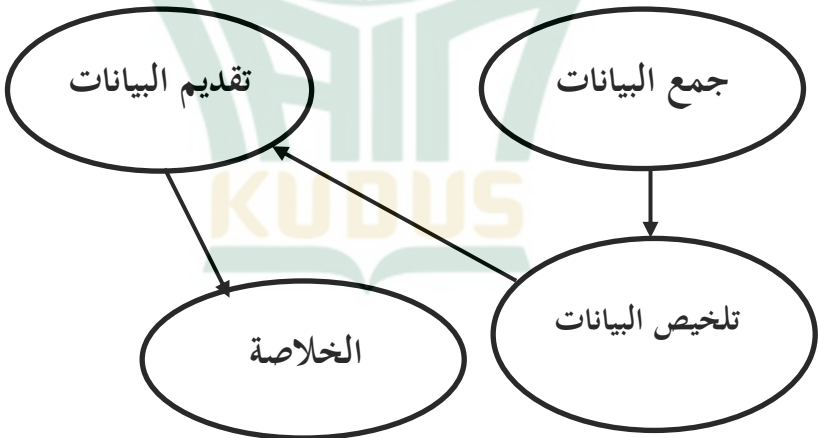 جمع البيانات
تقديم البيانات
تلخيص البيانات
الخلاصة
KUDUS